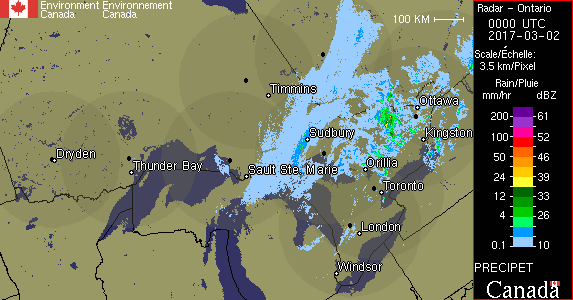 Environment Environnement
Canada Canada
100 KM
Timmins
Ottawa
Sudbury
Kingston
Dryden
Thunder Bay
Sault Ste. Marie
Orillia
Toronto
London
Windsor
Radar - Ontario
0000 UTC
2017-03-02
Scale/Échelle:
3.5 km/Pixel
Rain/Pluie
mm/hr dBZ
200 61
100 52
50 46
24 39
12 33
4 26
0.1 10
PRECIPET
Canada